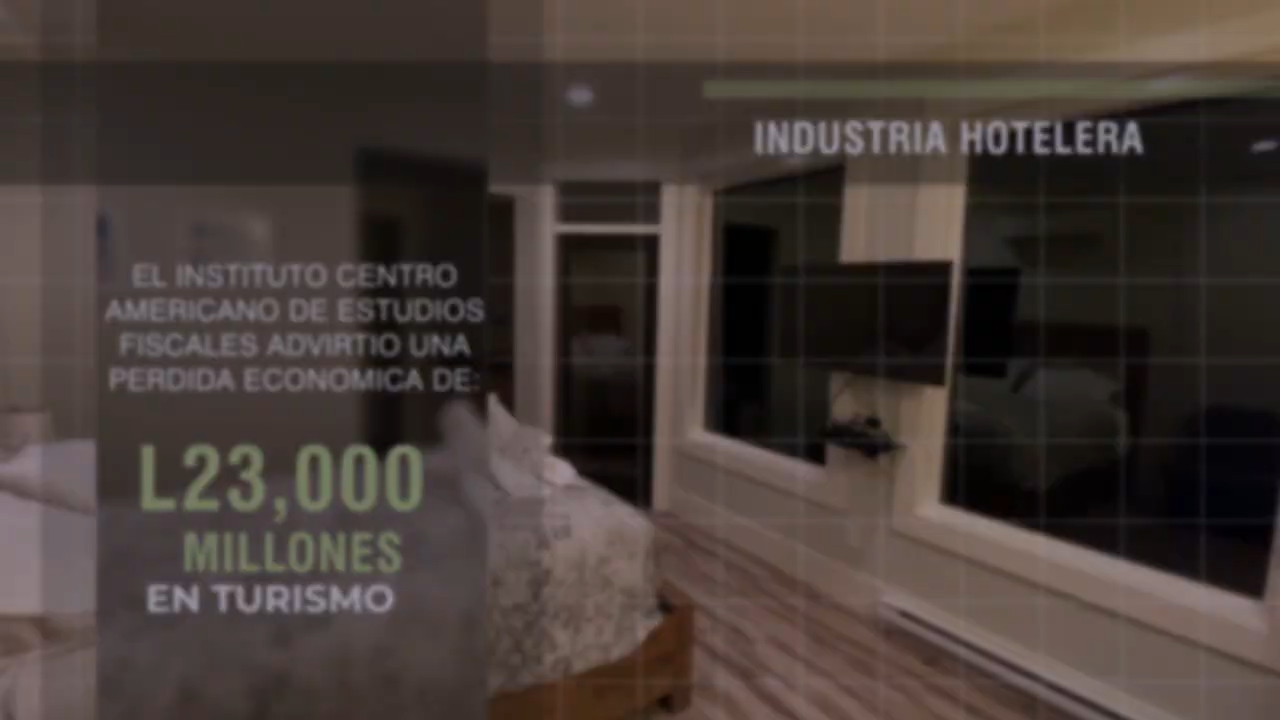 INDUSTRIA HOTELERA
EL INSTITUTO CENTRO
AMERICANO DE ESTUDIOS
FISCALES ADVIRTIO UNA
PERDIDA ECONOMICA DE:
L23,000
MILLONES
EN TURISMO